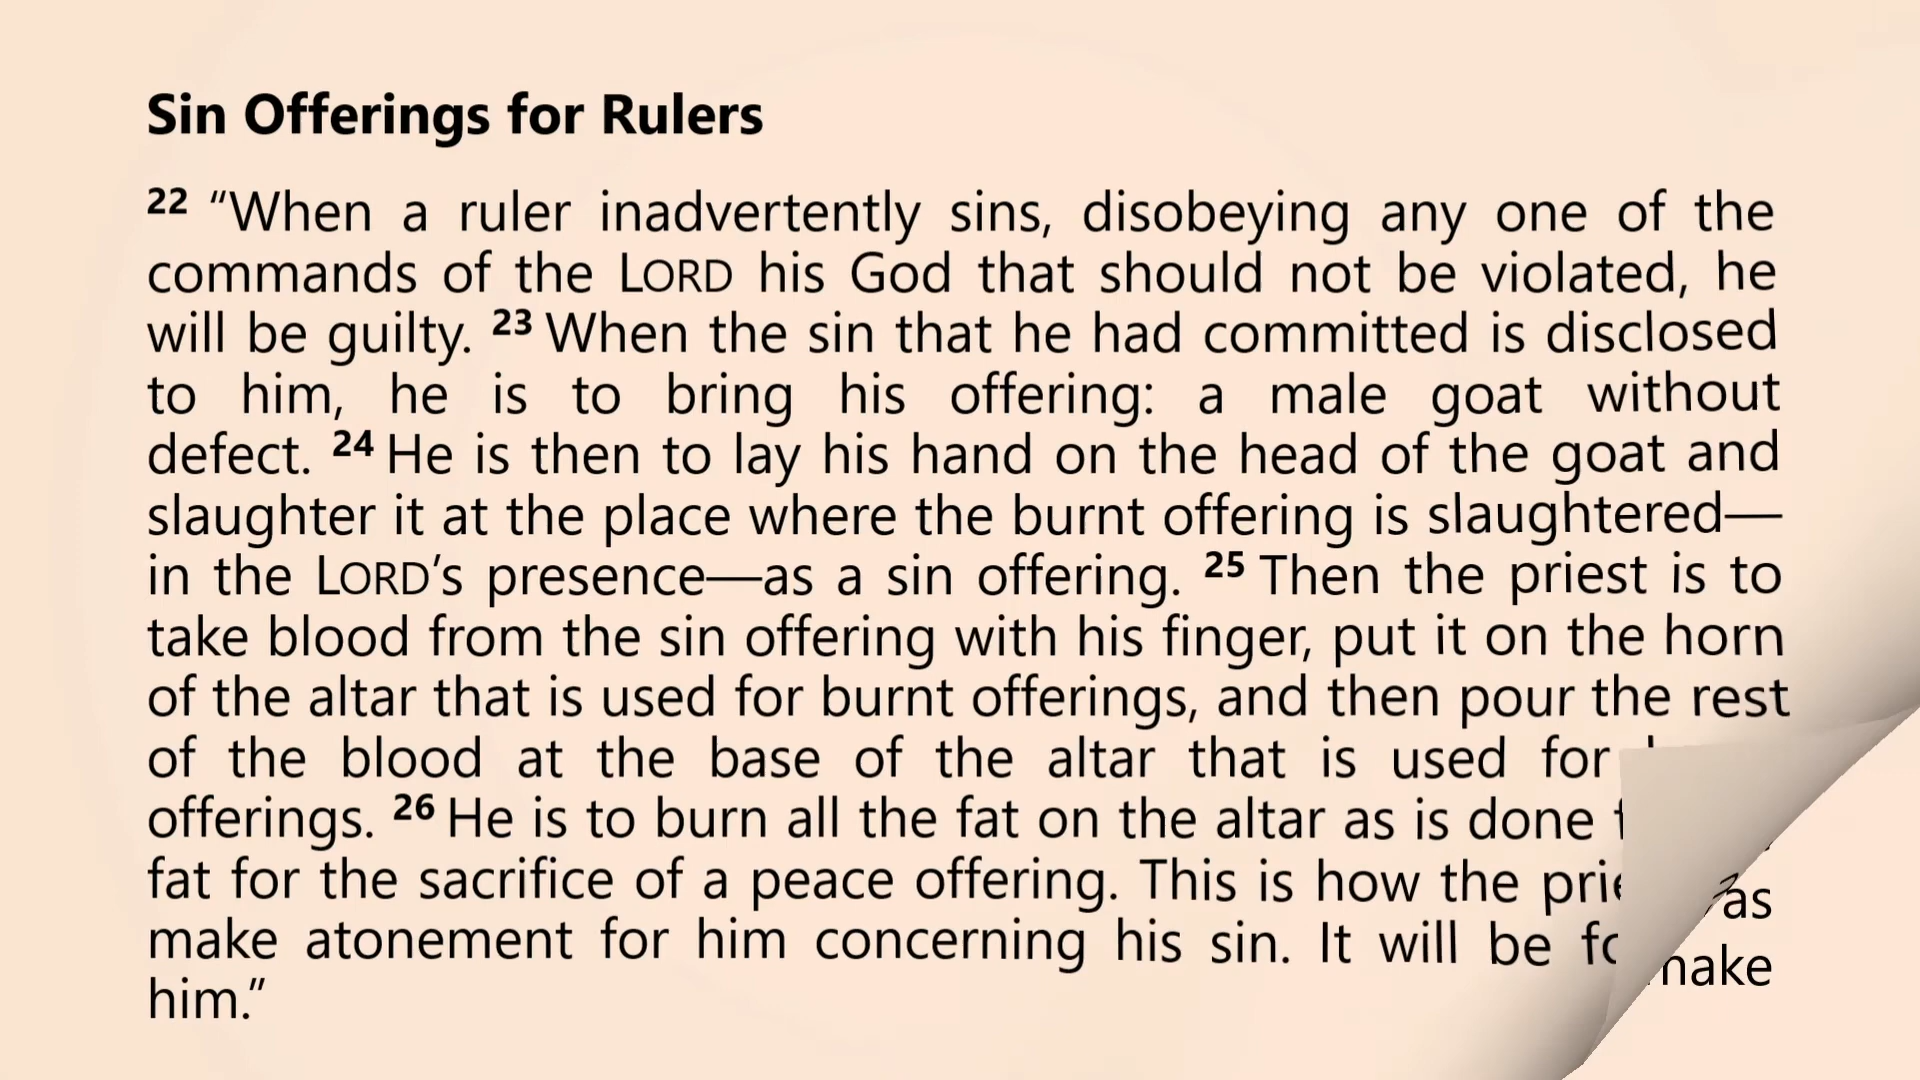 Sin Offerings for Rulers
22 “When a ruler inadvertently sins, disobeying any one of the
commands of the LORD his God that should not be violated, he
will be guilty. 23 When the sin that he had committed is disclosed
to him, he is to bring his offering: a male goat without
defect. 24 He is then to lay his hand on the head of the goat and
slaughter it at the place where the burnt offering is slaughtered—
in the LORD’s presence—as a sin offering. 25 Then the priest is to
take blood from the sin offering with his finger, put it on the horn
of the altar that is used for burnt offerings, and then pour the rest
of the blood at the base of the altar that is used for
offerings. 26 He is to burn all the fat on the altar as is done
fat for the sacrifice of a peace offering. This is how the
as
make atonement for him concerning his sin. It will be
make
him.”